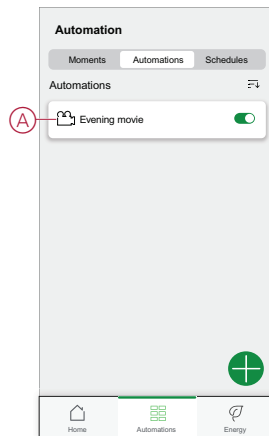 Automation
Moments Automations Schedules
Automations
A Evening movie
Home Automations Energy